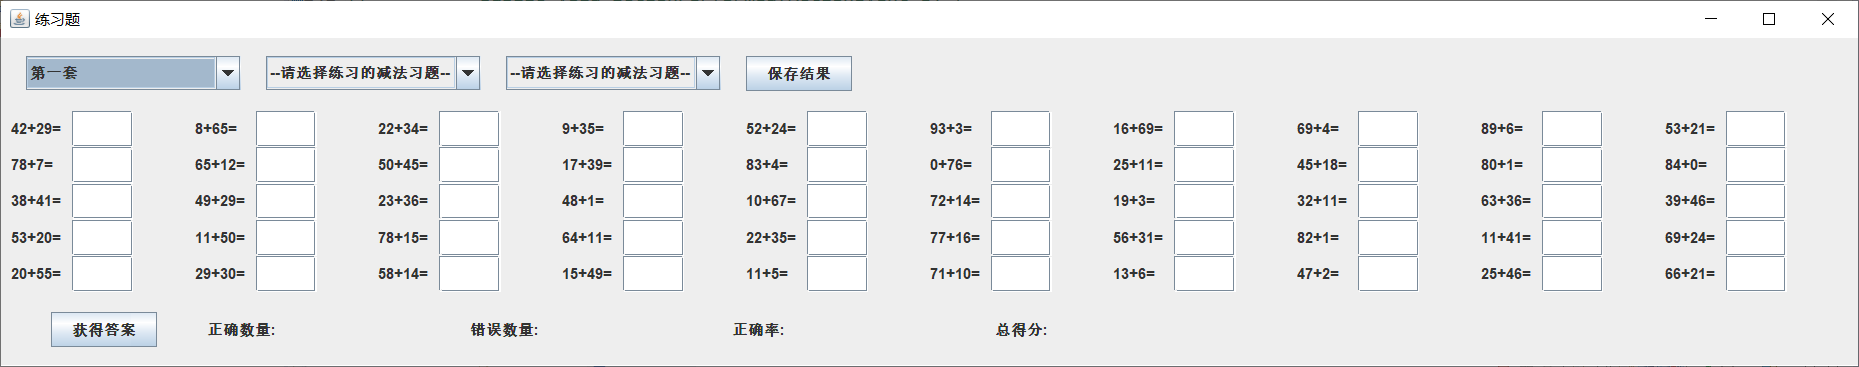 练习题
第一套 --请选择练习的减法习题-- --请选择练习的减法习题-- 保存结果
42+29= 8+65= 22+34= 9+35= 52+24= 93+3= 16+69= 69+4= 89+6= 53+21=
78+7= 65+12= 50+45= 17+39= 83+4= 0+76= 25+11= 45+18= 80+1= 84+0=
38+41= 49+29= 23+36= 48+1= 10+67= 72+14= 19+3= 32+11= 63+36= 39+46=
53+20= 11+50= 78+15= 64+11= 22+35= 77+16= 56+31= 82+1= 11+41= 69+24=
20+55= 29+30= 58+14= 15+49= 11+5= 71+10= 13+6= 47+2= 25+46= 66+21=
获得答案 正确数量: 错误数量: 正确率: 总得分: